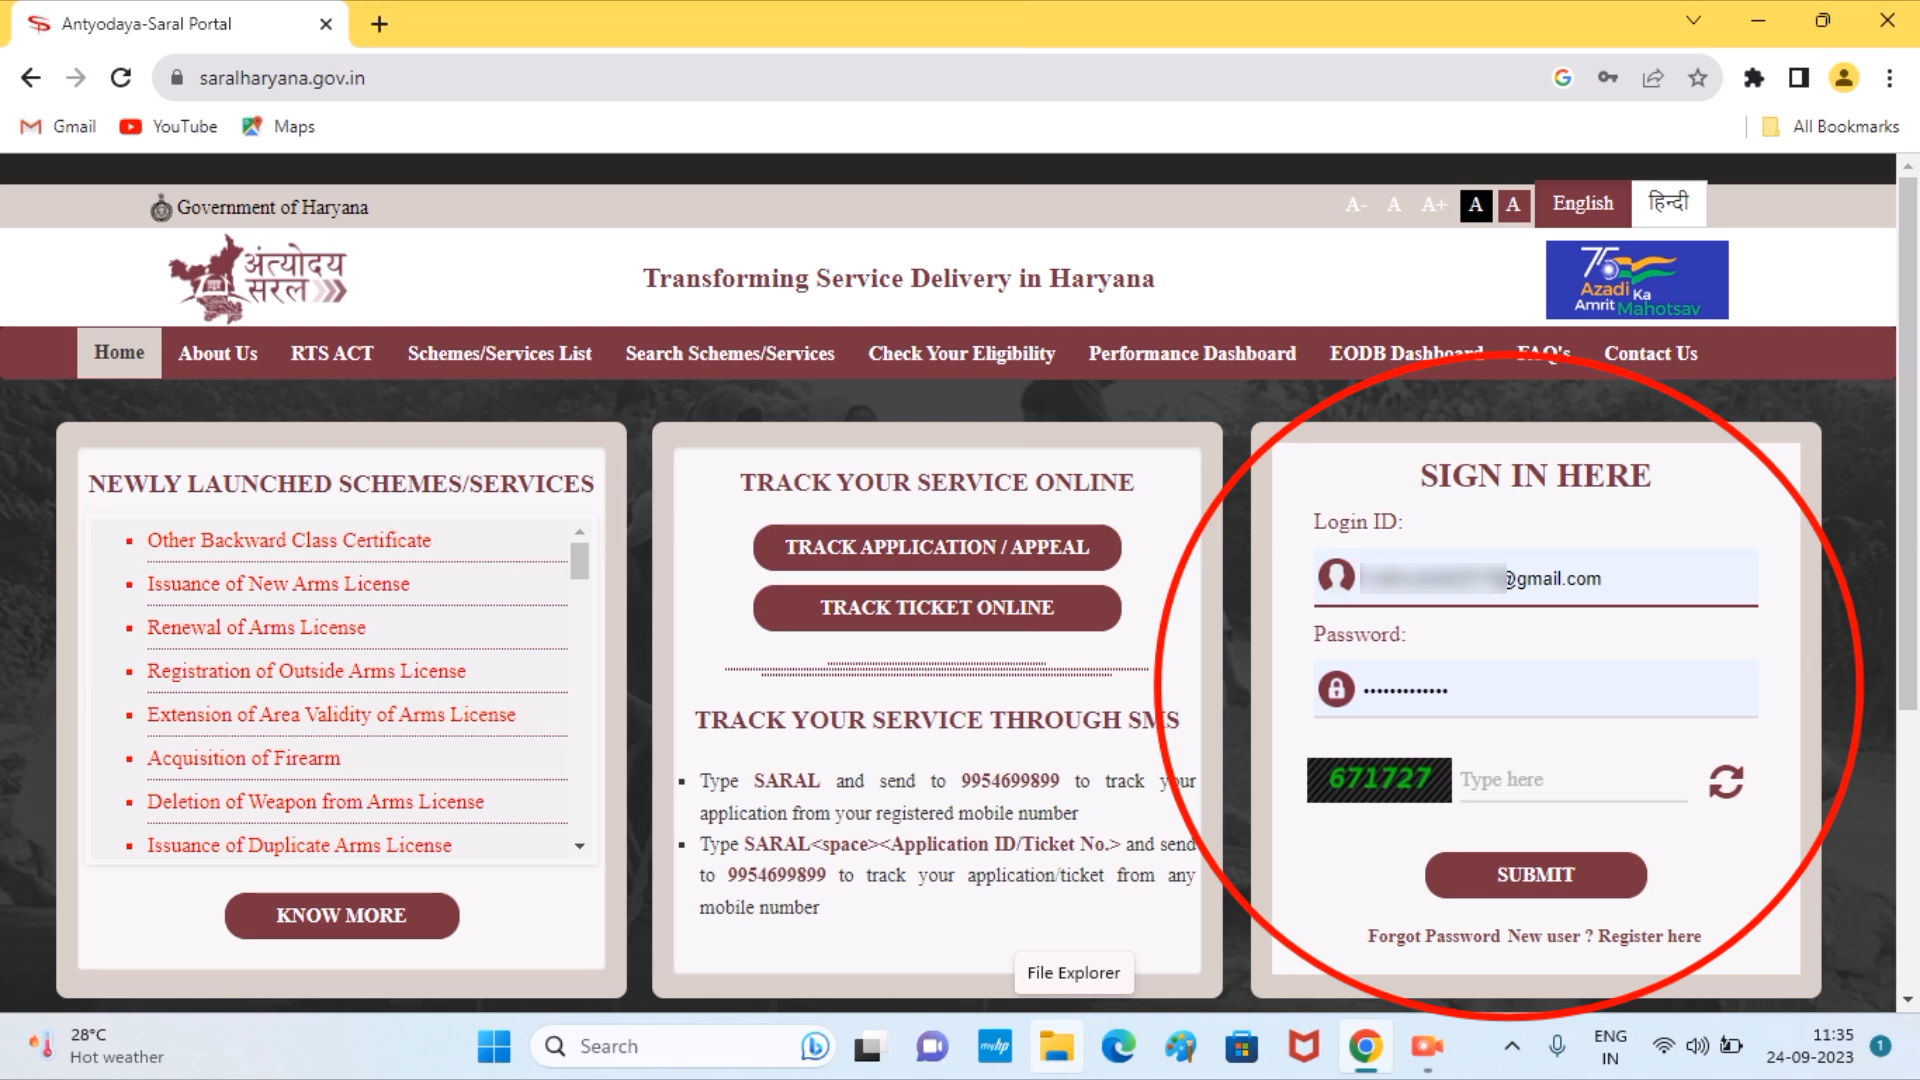 Antyodaya-Saral Portal
saralharyana.gov.in
Gmail YouTube Maps All Bookmarks
Government of Haryana
A- A A+ A A English हिन्दी
अंत्योदय
सरल
Transforming Service Delivery in Haryana
75
Azadi Ka
Amrit Mahotsav
Home About Us RTS ACT Schemes/Services List Search Schemes/Services Check Your Eligibility Performance Dashboard EODB Dashboard FAQ's Contact Us
NEWLY LAUNCHED SCHEMES/SERVICES
Other Backward Class Certificate
Issuance of New Arms License
Renewal of Arms License
Registration of Outside Arms License
Extension of Area Validity of Arms License
Acquisition of Firearm
Deletion of Weapon from Arms License
Issuance of Duplicate Arms License
KNOW MORE
TRACK YOUR SERVICE ONLINE
TRACK APPLICATION / APPEAL
TRACK TICKET ONLINE
TRACK YOUR SERVICE THROUGH SMS
Type SARAL and send to 9954699899 to track your
application from your registered mobile number
Type SARAL<space><Application ID/Ticket No.> and send
to 9954699899 to track your application/ticket from any
mobile number
SIGN IN HERE
Login ID:
@gmail.com
Password:
671727 Type here
SUBMIT
Forgot Password New user ? Register here
File Explorer
28°C
Hot weather
Search
myhp
ENG
IN
11:35
24-09-2023
1